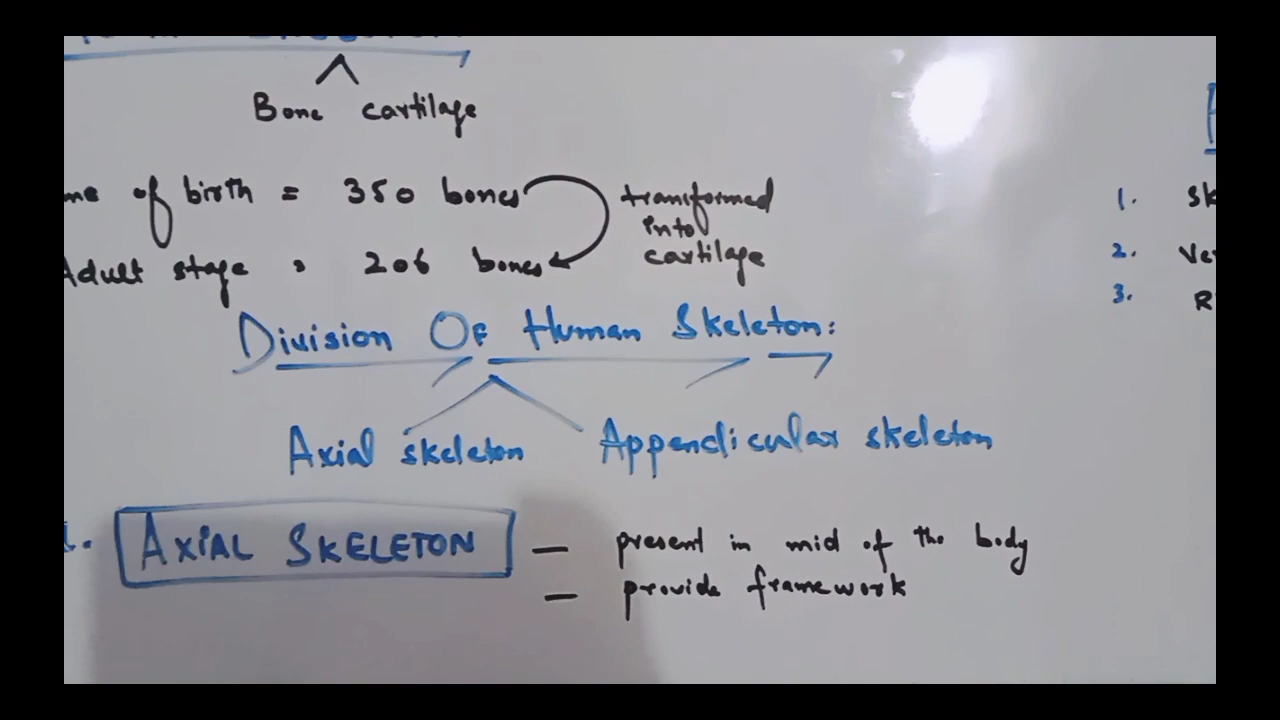 Bone cartilage
of birth = 350 bones
transformed
into
cartilage
Adult stage = 206 bones
Division Of Human Skeleton:
Axial skeleton Appendicular skeleton
1. AXIAL SKELETON - present in mid of the body
- provide framework
1.
2.
3.